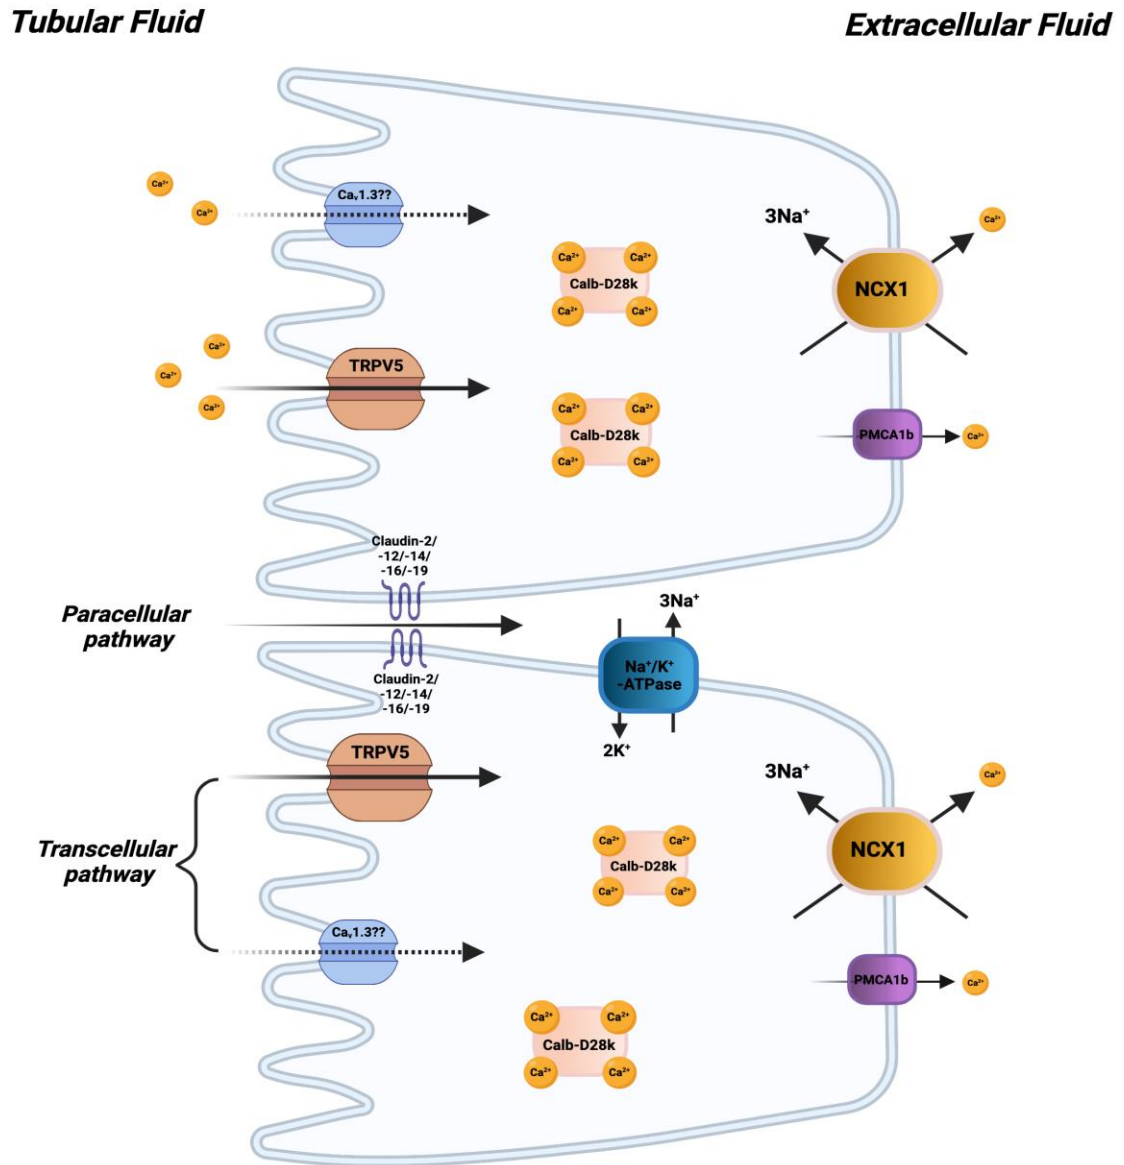 Tubular Fluid
Extracellular Fluid
Ca²⁺
Ca²⁺
Caᵥ1.3??
3Na⁺
Ca²⁺
NCX1
Ca²⁺
Ca²⁺
Calb-D28k
Ca²⁺
Ca²⁺
Ca²⁺
Ca²⁺
Ca²⁺
TRPV5
Ca²⁺
Ca²⁺
Calb-D28k
Ca²⁺
Ca²⁺
PMCA1b
Ca²⁺
Claudin-2/
-12/-14/
-16/-19
Paracellular
pathway
3Na⁺
Na⁺/K⁺
-ATPase
2K⁺
Claudin-2/
-12/-14/
-16/-19
TRPV5
3Na⁺
Ca²⁺
NCX1
Transcellular
pathway
Ca²⁺
Ca²⁺
Calb-D28k
Ca²⁺
Ca²⁺
Caᵥ1.3??
PMCA1b
Ca²⁺
Ca²⁺
Ca²⁺
Calb-D28k
Ca²⁺
Ca²⁺